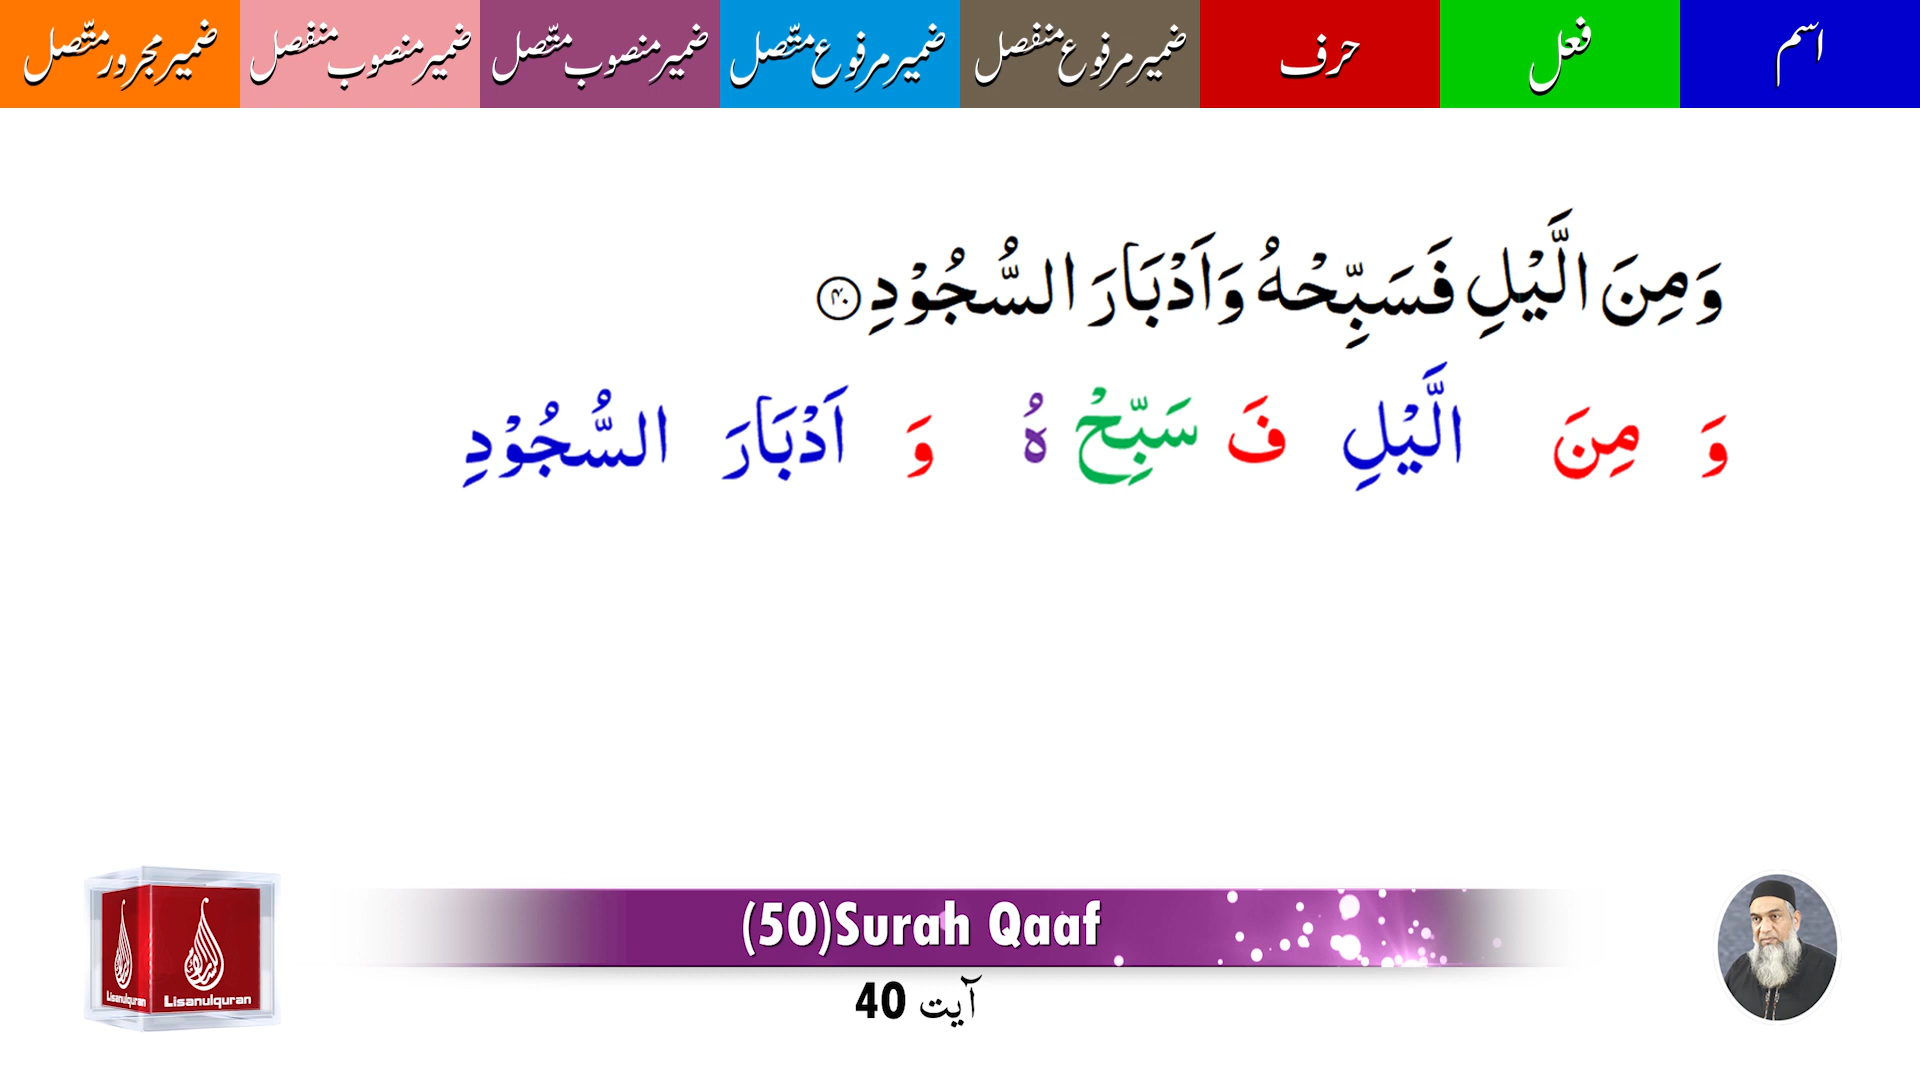 اسم فعل حرف ضمیر مرفوع منفصل ضمیر مرفوع متّصل ضمیر منصوب متّصل ضمیر منصوب منفصل ضمیر مجرور متّصل
وَمِنَ الَّيْلِ فَسَبِّحْهُ وَاَدْبَارَ السُّجُوْدِ ۴۰
وَ مِنَ الَّيْلِ فَ سَبِّحْ هُ وَ اَدْبَارَ السُّجُوْدِ
(50)Surah Qaaf
آیت 40
Lisanulquran Lisanulquran